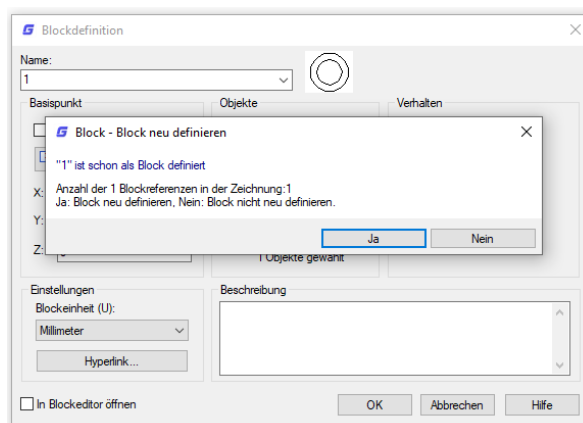 Blockdefinition
Name:
1
Basispunkt
Objekte
Verhalten
Block - Block neu definieren
"1" ist schon als Block definiert
Anzahl der 1 Blockreferenzen in der Zeichnung:1
Ja: Block neu definieren, Nein: Block nicht neu definieren.
Ja
Nein
X:
Y:
Z:
1 Objekte gewählt
Einstellungen
Blockeinheit (U):
Millimeter
Hyperlink...
Beschreibung
In Blockeditor öffnen
OK
Abbrechen
Hilfe